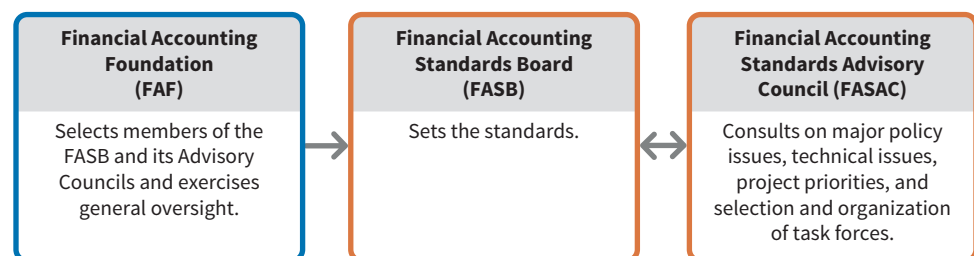 Financial Accounting
Foundation
(FAF)
Selects members of the
FASB and its Advisory
Councils and exercises
general oversight.
Financial Accounting
Standards Board
(FASB)
Sets the standards.
Financial Accounting
Standards Advisory
Council (FASAC)
Consults on major policy
issues, technical issues,
project priorities, and
selection and organization
of task forces.